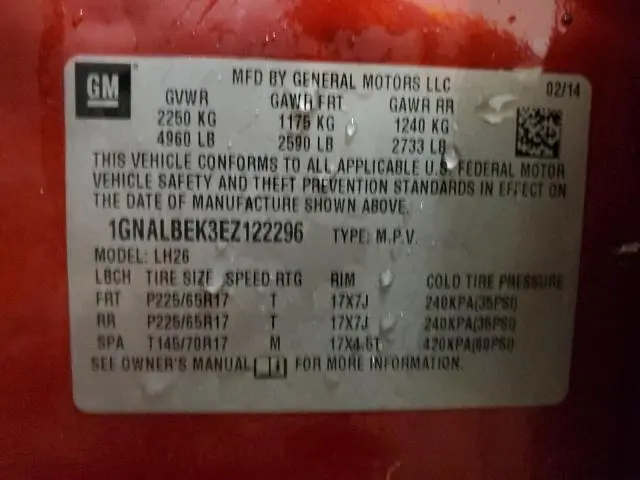 GM
MFD BY GENERAL MOTORS LLC 02/14
GVWR GAWR FRT GAWR RR
2250 KG 1175 KG 1240 KG
4960 LB 2590 LB 2733 LB
THIS VEHICLE CONFORMS TO ALL APPLICABLE U.S. FEDERAL MOTOR
VEHICLE SAFETY AND THEFT PREVENTION STANDARDS IN EFFECT ON
THE DATE OF MANUFACTURE SHOWN ABOVE.
1GNALBEK3EZ122296 TYPE: M.P.V.
MODEL: LH26
LBCH TIRE SIZE SPEED RTG RIM COLD TIRE PRESSURE
FRT P225/65R17 T 17X7J 240KPA(35PSI)
RR P225/65R17 T 17X7J 240KPA(35PSI)
SPA T145/70R17 M 17X4.5T 420KPA(60PSI)
SEE OWNER'S MANUAL i FOR MORE INFORMATION.